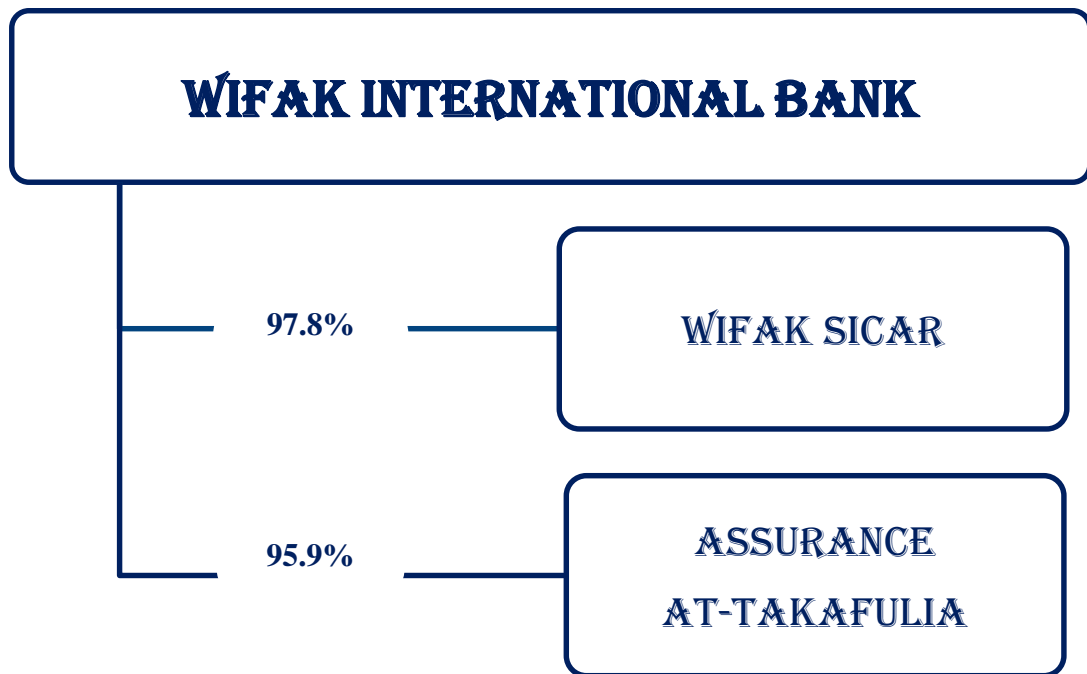 WIFAK INTERNATIONAL BANK
97.8%
WIFAK SICAR
95.9%
ASSURANCE
AT-TAKAFULIA